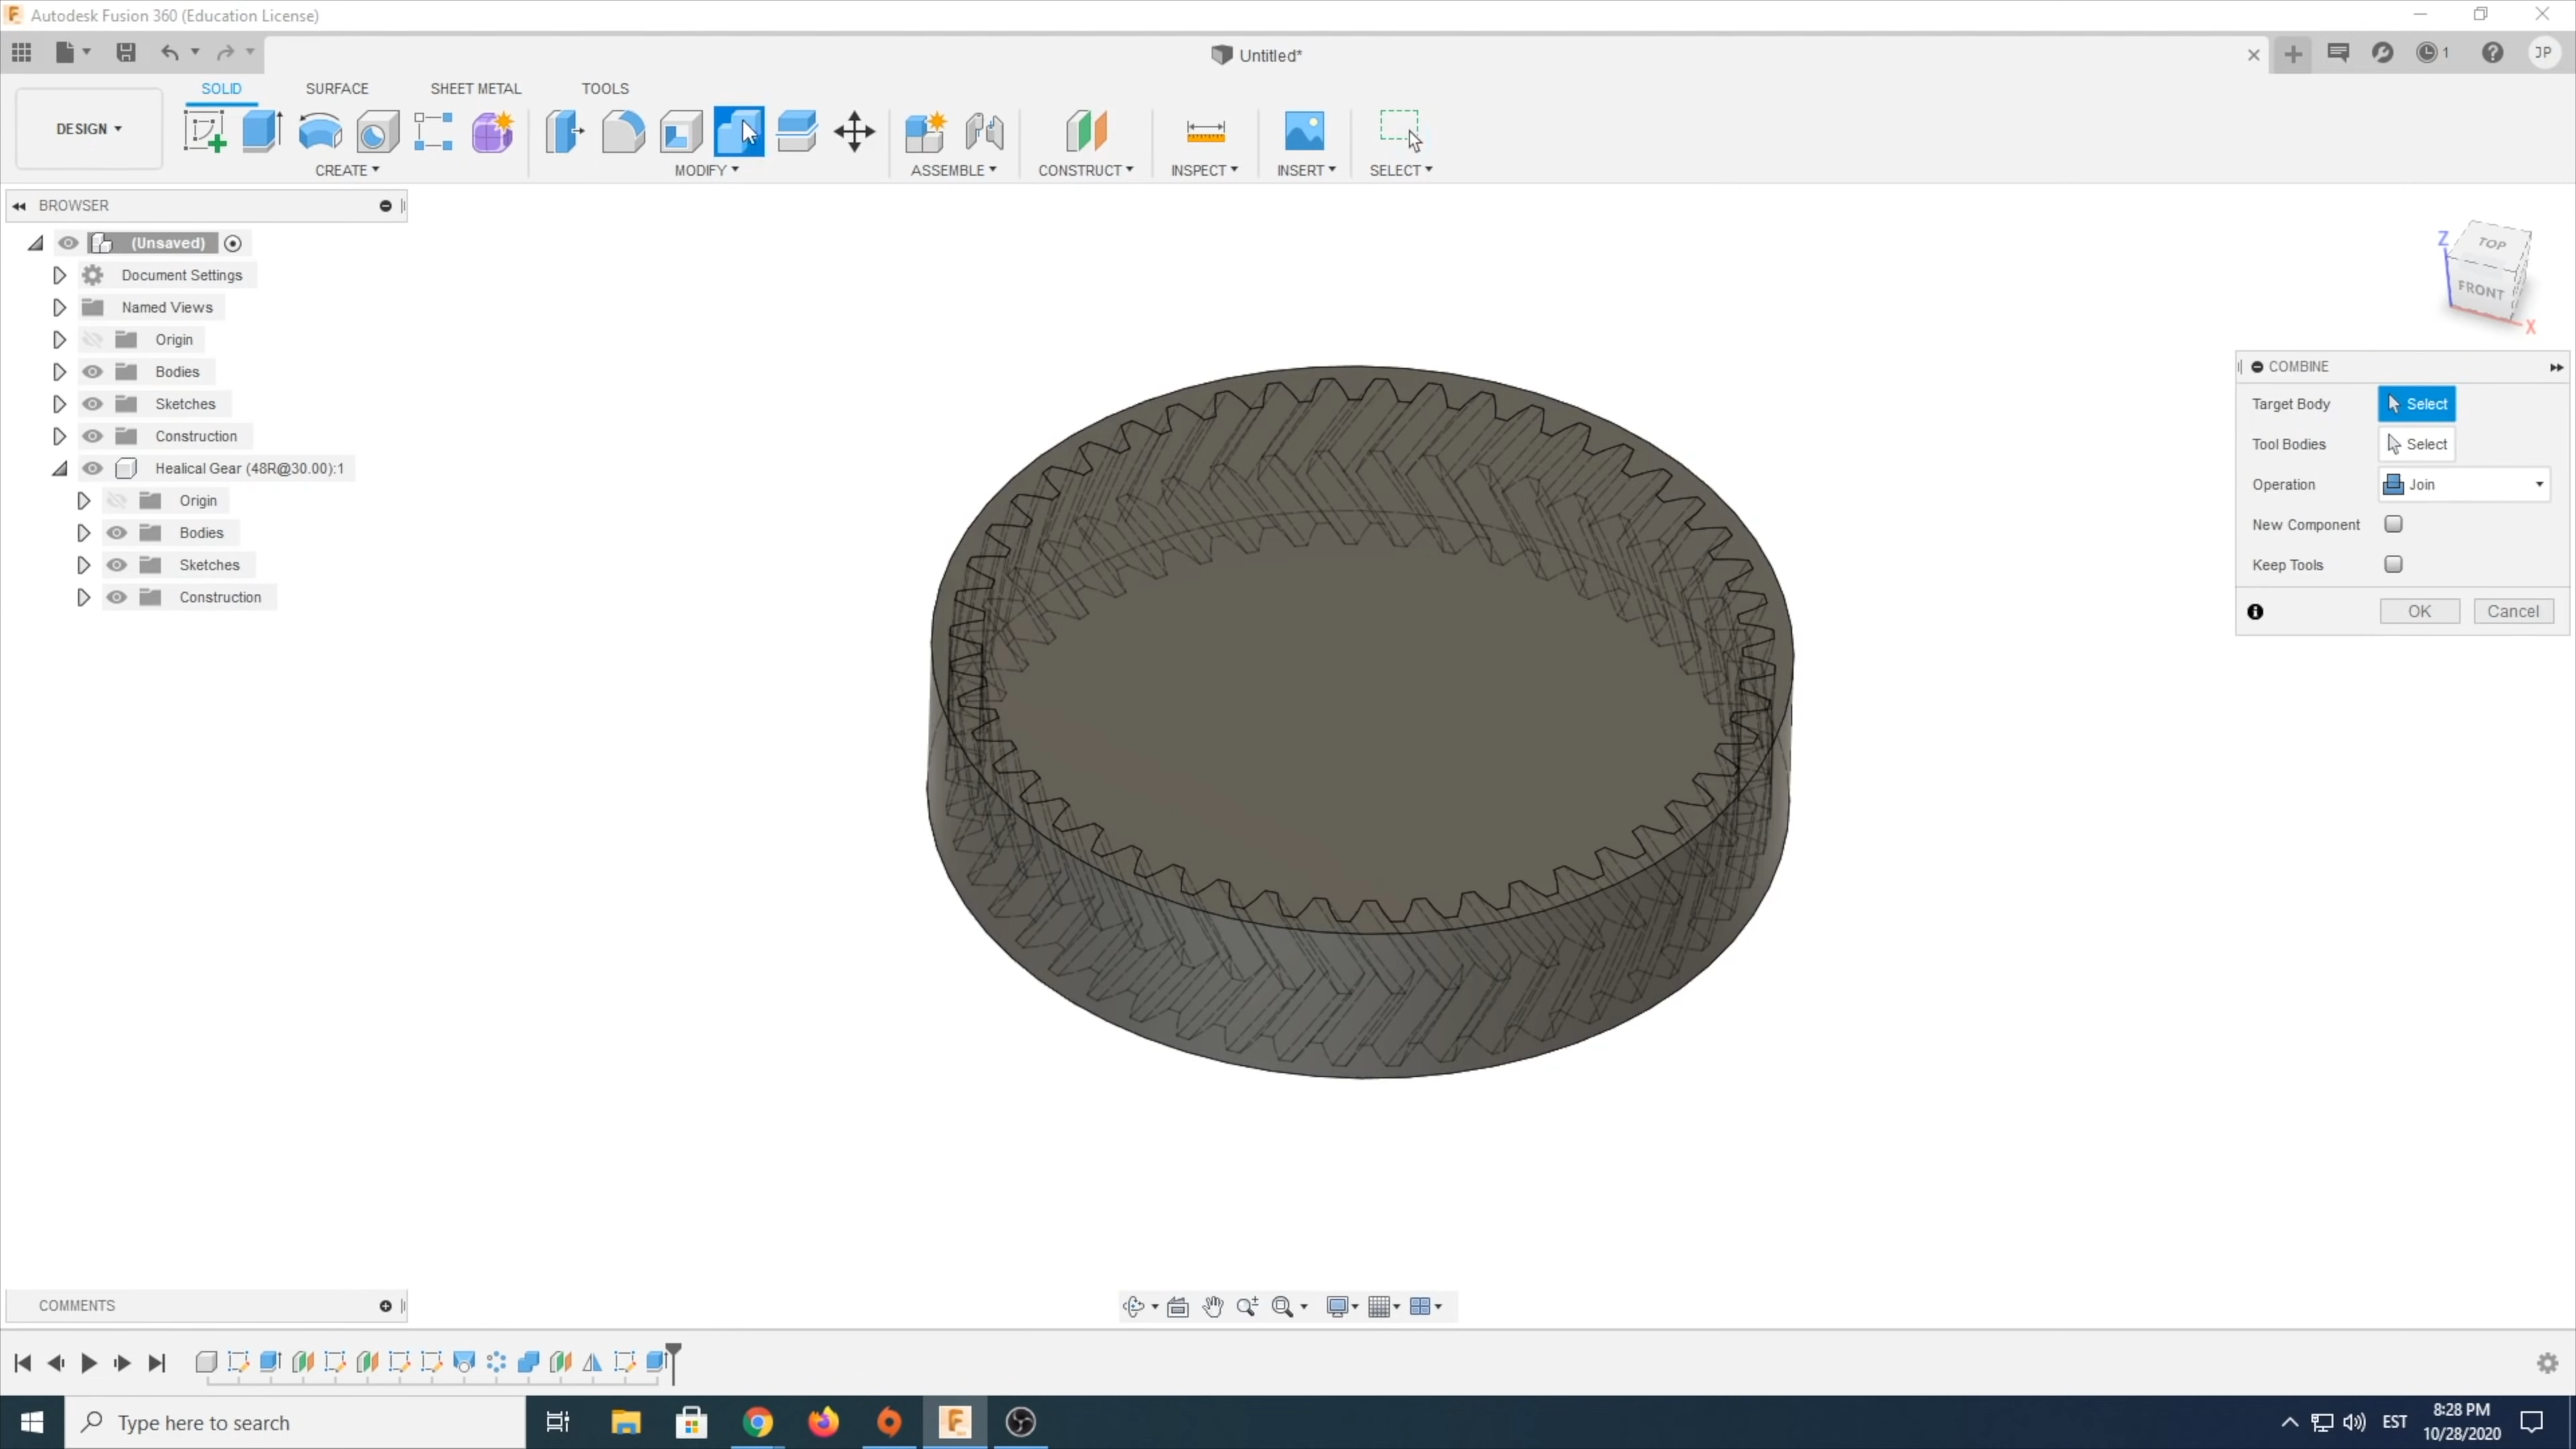 Autodesk Fusion 360 (Education License)
Untitled*
1
JP
DESIGN
SOLID
SURFACE
SHEET METAL
TOOLS
CREATE
MODIFY
ASSEMBLE
CONSTRUCT
INSPECT
INSERT
SELECT
BROWSER
(Unsaved)
Document Settings
Named Views
Origin
Bodies
Sketches
Construction
Healical Gear (48R@30.00):1
Origin
Bodies
Sketches
Construction
Z
TOP
FRONT
X
COMBINE
Target Body
Select
Tool Bodies
Select
Operation
Join
New Component
Keep Tools
OK
Cancel
COMMENTS
Type here to search
EST
8:28 PM
10/28/2020